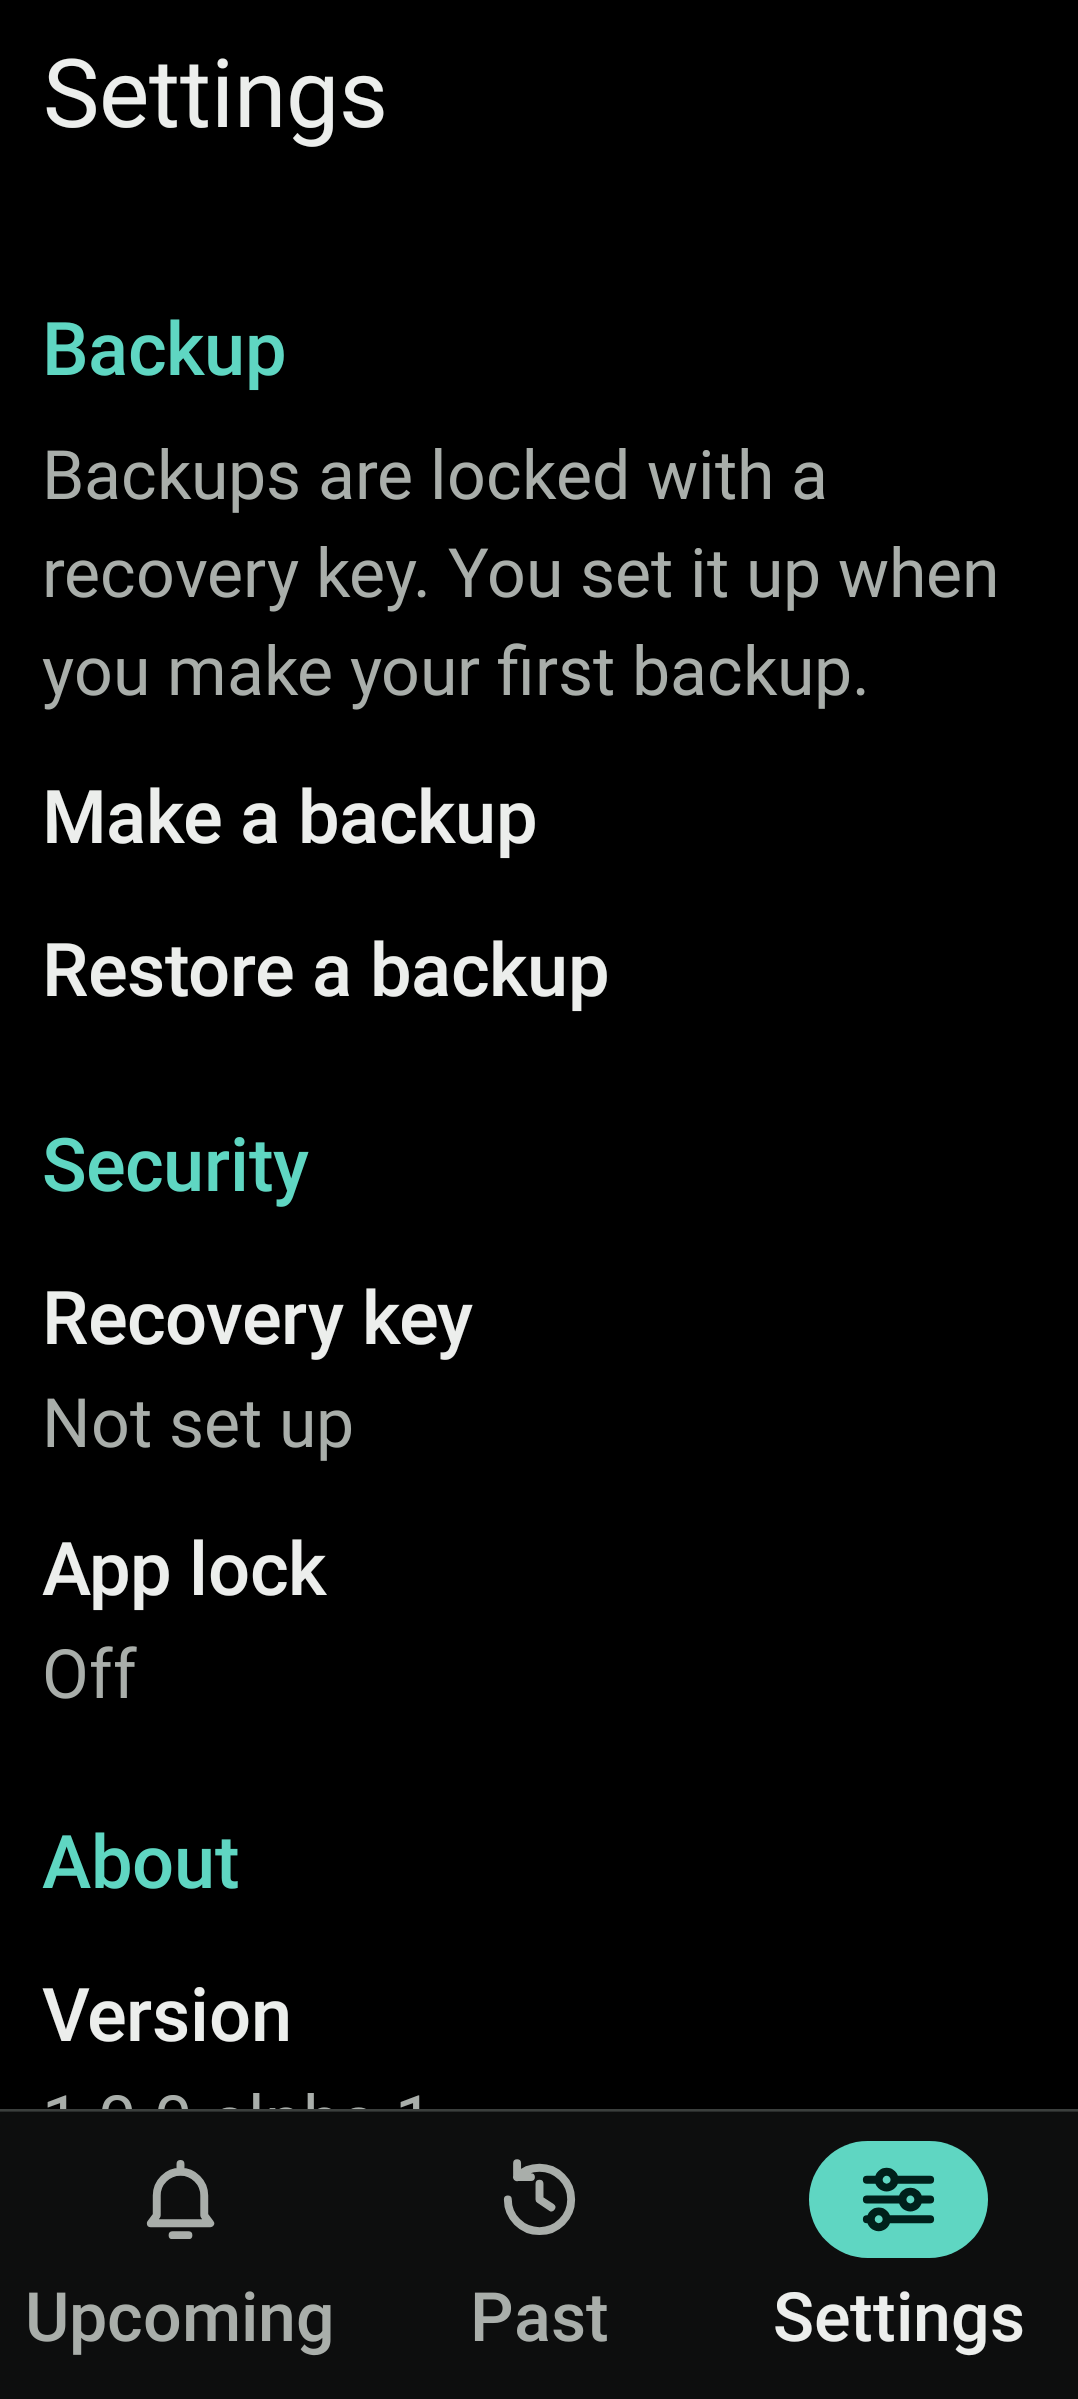 Settings
Backup
Backups are locked with a
recovery key. You set it up when
you make your first backup.
Make a backup
Restore a backup
Security
Recovery key
Not set up
App lock
Off
About
Version
Upcoming
Past
Settings